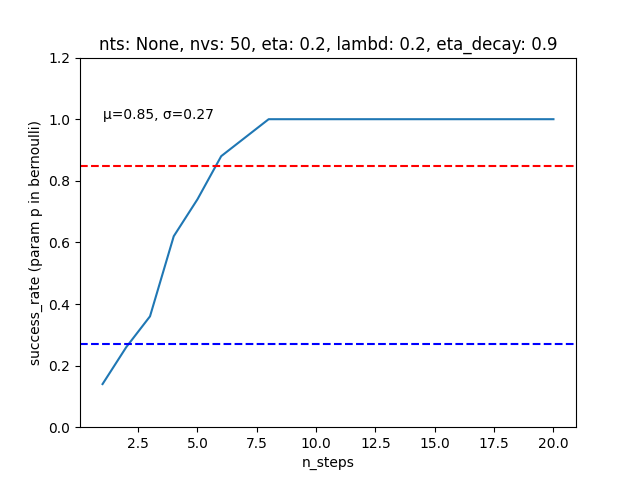 nts: None, nvs: 50, eta: 0.2, lambd: 0.2, eta_decay: 0.9
1.2
1.0
0.8
0.6
0.4
0.2
0.0
success_rate (param p in bernoulli)
μ=0.85, σ=0.27
2.5 5.0 7.5 10.0 12.5 15.0 17.5 20.0
n_steps